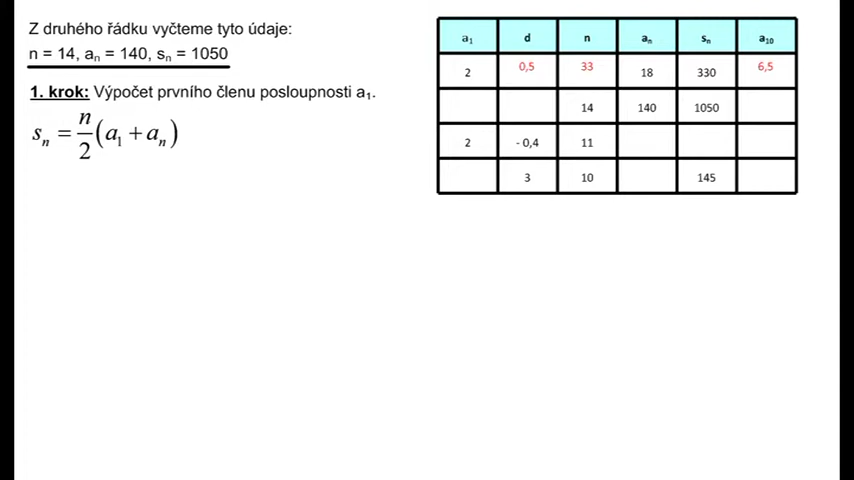 Z druhého řádku vyčteme tyto údaje:
n = 14, aₙ = 140, sₙ = 1050
1. krok: Výpočet prvního členu posloupnosti a₁.
sₙ = n/2 (a₁ + aₙ)
a₁ d n aₙ sₙ a₁₀
2 0,5 33 18 330 6,5
14 140 1050
2 - 0,4 11
3 10 145